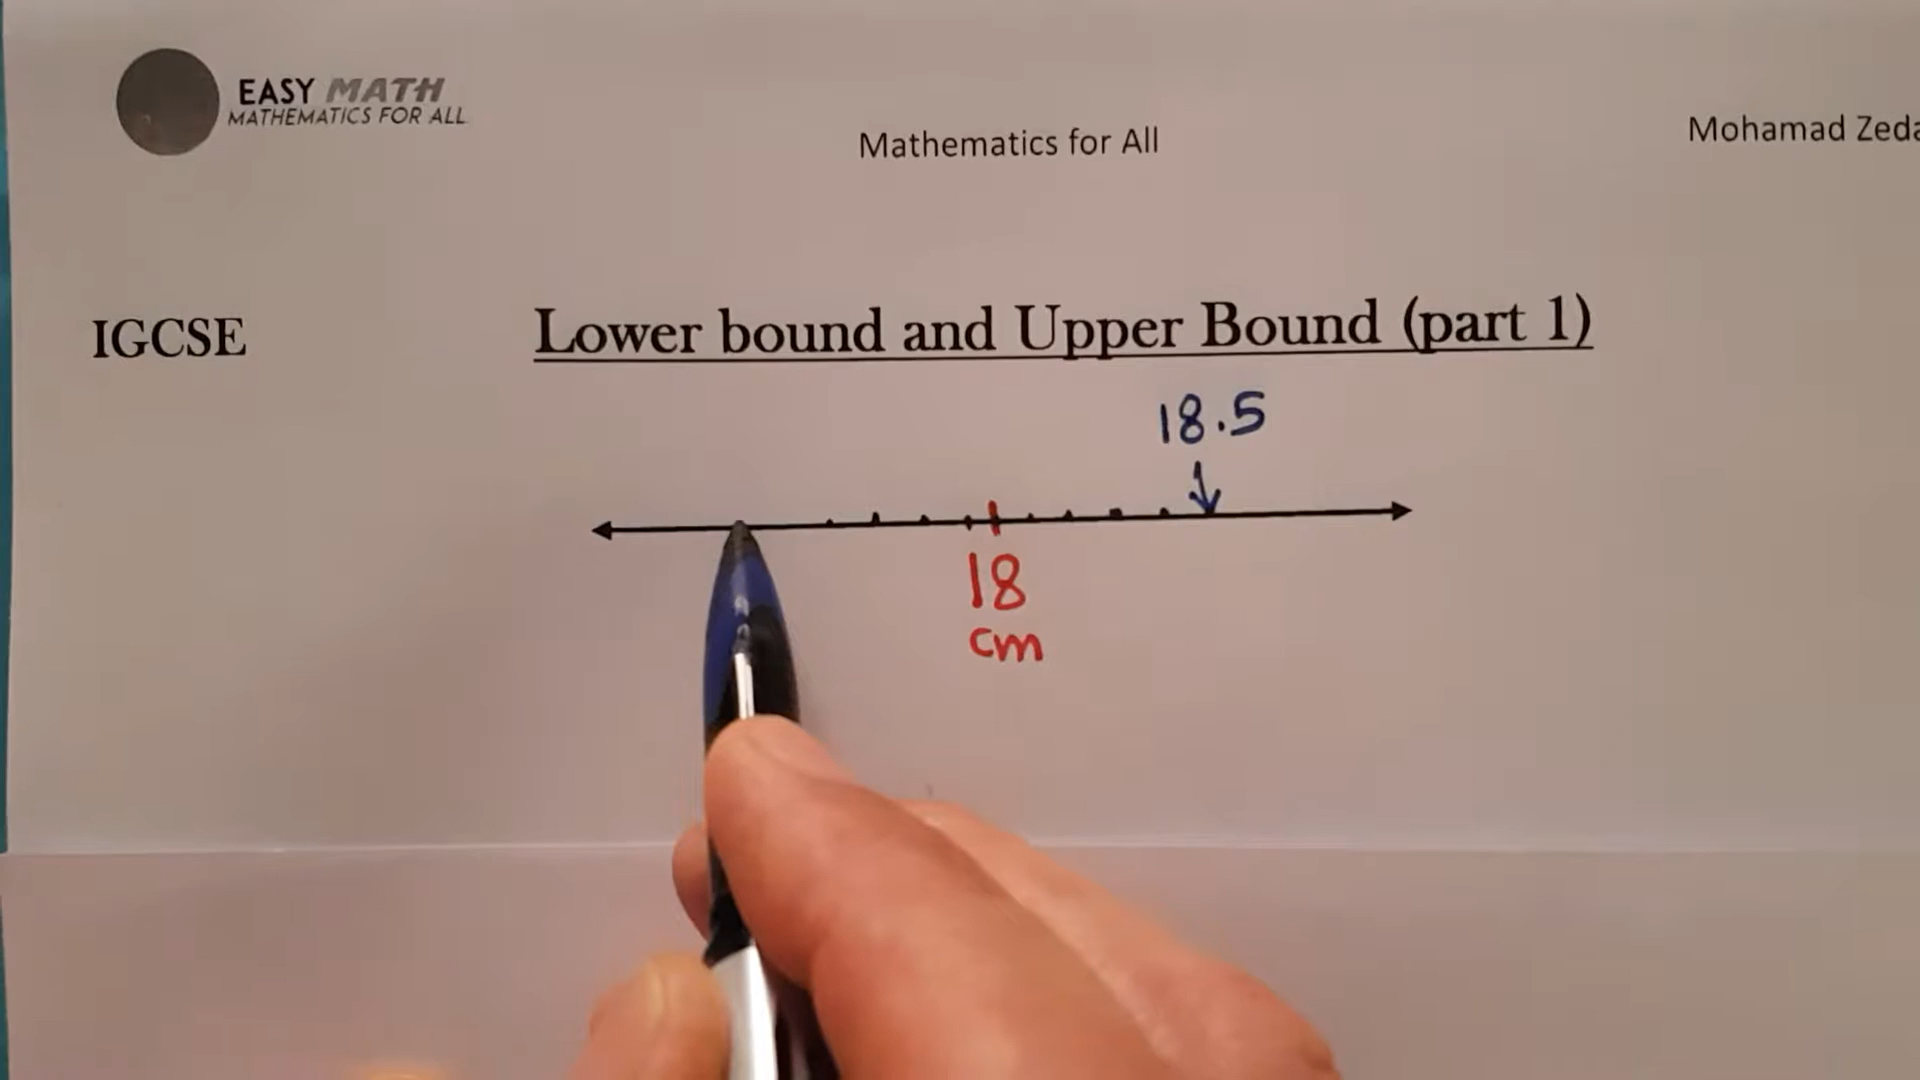 EASY MATH
MATHEMATICS FOR ALL
Mathematics for All
Mohamad
IGCSE
Lower bound and Upper Bound (part 1)
18.5
18
cm